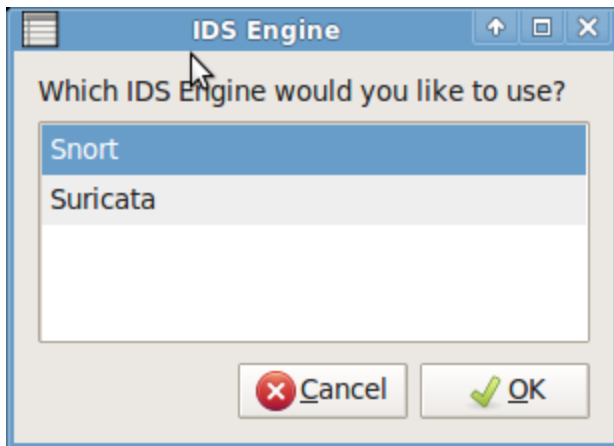 IDS Engine
Which IDS Engine would you like to use?
Snort
Suricata
Cancel
OK